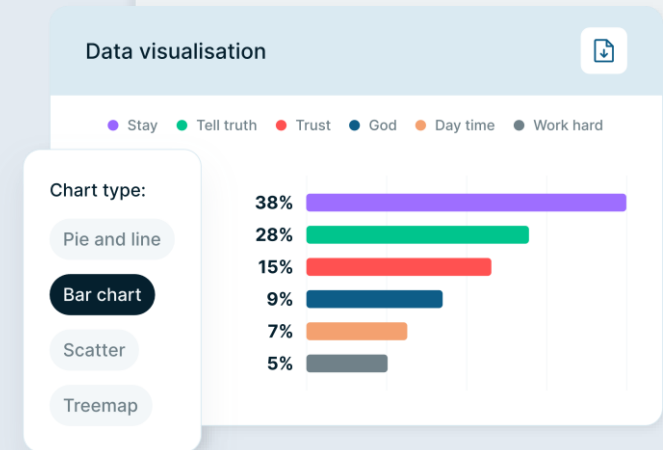 Data visualisation
Stay Tell truth Trust God Day time Work hard
Chart type:
Pie and line
Bar chart
Scatter
Treemap
38%
28%
15%
9%
7%
5%